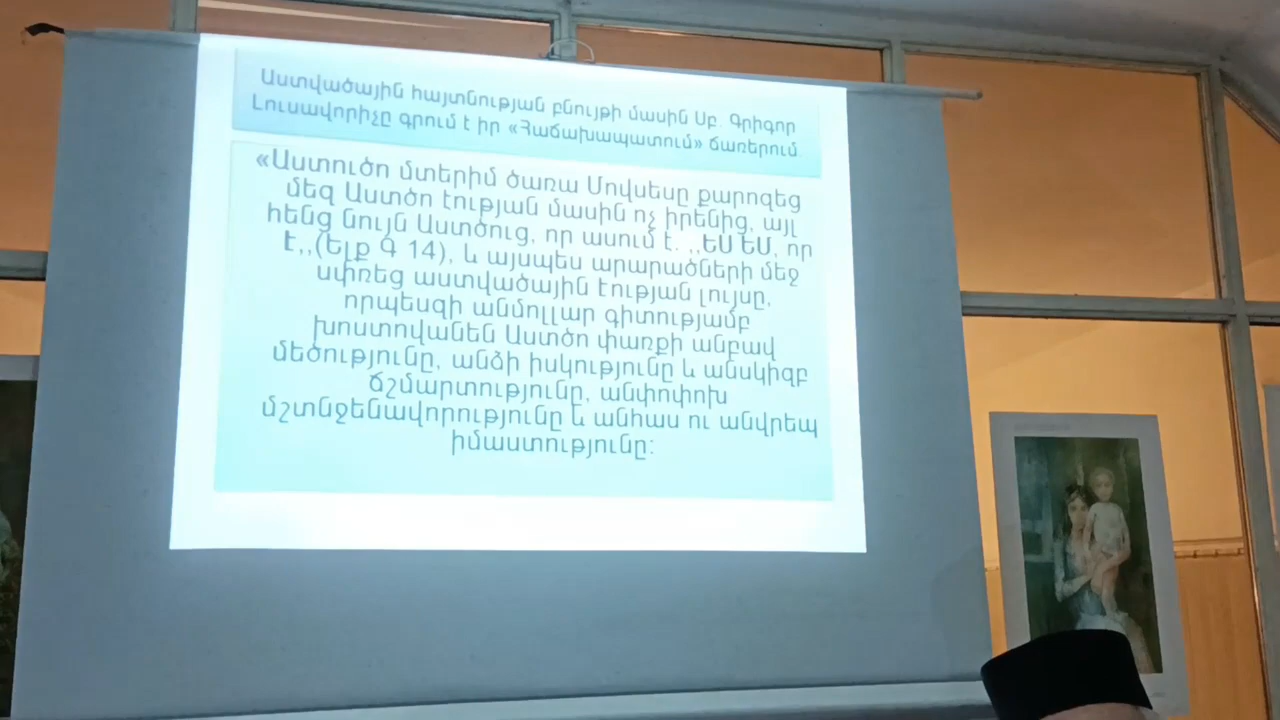 Աստվածային հայտնության բնույթի մասին Սբ. Գրիգոր
Լուսավորիչը գրում է իր «Հաճախապատում» ճառերում
«Աստուծո մտերիմ ծառա Մովսեսը քարոզեց
մեզ Աստծո էության մասին ոչ իրենից, այլ
հենց նույն Աստծուց, որ ասում է. ,,ԵՍ ԵՄ, որ
է,,(Ելք Գ 14), և այսպես արարածների մեջ
սփռեց աստվածային էության լույսը,
որպեսզի անմոլլար գիտությամբ
խոստովանեն Աստծո փառքի անբավ
մեծությունը, անձի իսկությունը և անսկիզբ
ճշմարտությունը, անփոփոխ
մշտնջենավորությունը և անհաս ու անվրեպ
իմաստությունը: